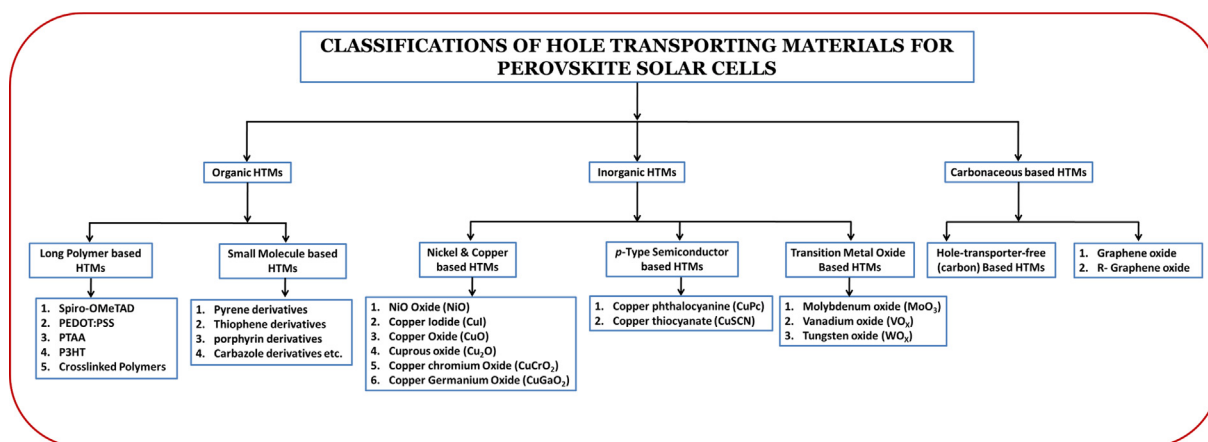 CLASSIFICATIONS OF HOLE TRANSPORTING MATERIALS FOR
PEROVSKITE SOLAR CELLS
Organic HTMs
Inorganic HTMs
Carbonaceous based HTMs
Long Polymer based
HTMs
Small Molecule based
HTMs
Nickel & Copper
based HTMs
p-Type Semiconductor
based HTMs
Transition Metal Oxide
Based HTMs
Hole-transporter-free
(carbon) Based HTMs
1. Graphene oxide
2. R- Graphene oxide
1. Spiro-OMeTAD
2. PEDOT:PSS
3. PTAA
4. P3HT
5. Crosslinked Polymers
1. Pyrene derivatives
2. Thiophene derivatives
3. porphyrin derivatives
4. Carbazole derivatives etc.
1. NiO Oxide (NiO)
2. Copper Iodide (CuI)
3. Copper Oxide (CuO)
4. Cuprous oxide (Cu₂O)
5. Copper chromium Oxide (CuCrO₂)
6. Copper Germanium Oxide (CuGaO₂)
1. Copper phthalocyanine (CuPc)
2. Copper thiocyanate (CuSCN)
1. Molybdenum oxide (MoO₃)
2. Vanadium oxide (VOX)
3. Tungsten oxide (WOX)